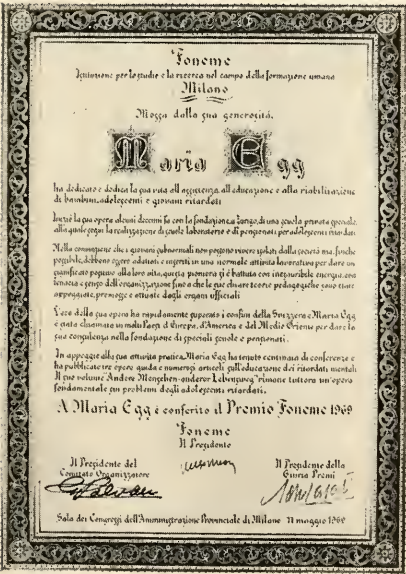 Foneme
Istituzione per lo studio e la ricerca nel campo della formazione umana
Milano
Mossa dalla sua generosità,
Maria Egg
ha dedicato e dedica la sua vita all'assistenza, all'educazione e alla riabilitazione
di bambini, adolescenti e giovani ritardati
Iniziò la sua opera alcuni decenni fa con la fondazione, a Zurigo, di una scuola privata speciale,
alla quale seguì la realizzazione di scuole laboratorio e di pensionati per adolescenti ritardati
Nella convinzione che i giovani subnormali non possono vivere isolati dalla società ma, finché
possibile, debbono essere adattati e inseriti in una normale attività lavorativa per dare un
significato positivo alla loro vita, questa pioniera si è battuta con inesauribile energia, con
tenacia e senso dell'organizzazione fino a che le sue chiare teorie pedagogiche sono state
appoggiate, promosse e attuate dagli organi ufficiali
L'eco della sua opera ha rapidamente superato i confini della Svizzera e Maria Egg
è stata chiamata in molti Paesi d'Europa, d'America e del Medio Oriente per dare la
sua consulenza nella fondazione di speciali scuole e pensionati.
In appoggio alla sua attività pratica, Maria Egg ha tenuto centinaia di conferenze e
ha pubblicato tre opere guida e numerosi articoli sull'educazione dei ritardati mentali
Il suo volume "Andere Menschen anderer Lebensweg" rimane tuttora un'opera
fondamentale sui problemi degli adolescenti ritardati.
A Maria Egg è conferito il Premio Foneme 1969
Foneme
Il Presidente
Il Presidente del
Comitato Organizzatore
Il Presidente della
Giuria Premi
Sala dei Congressi dell'Amministrazione Provinciale di Milano 11 maggio 1969